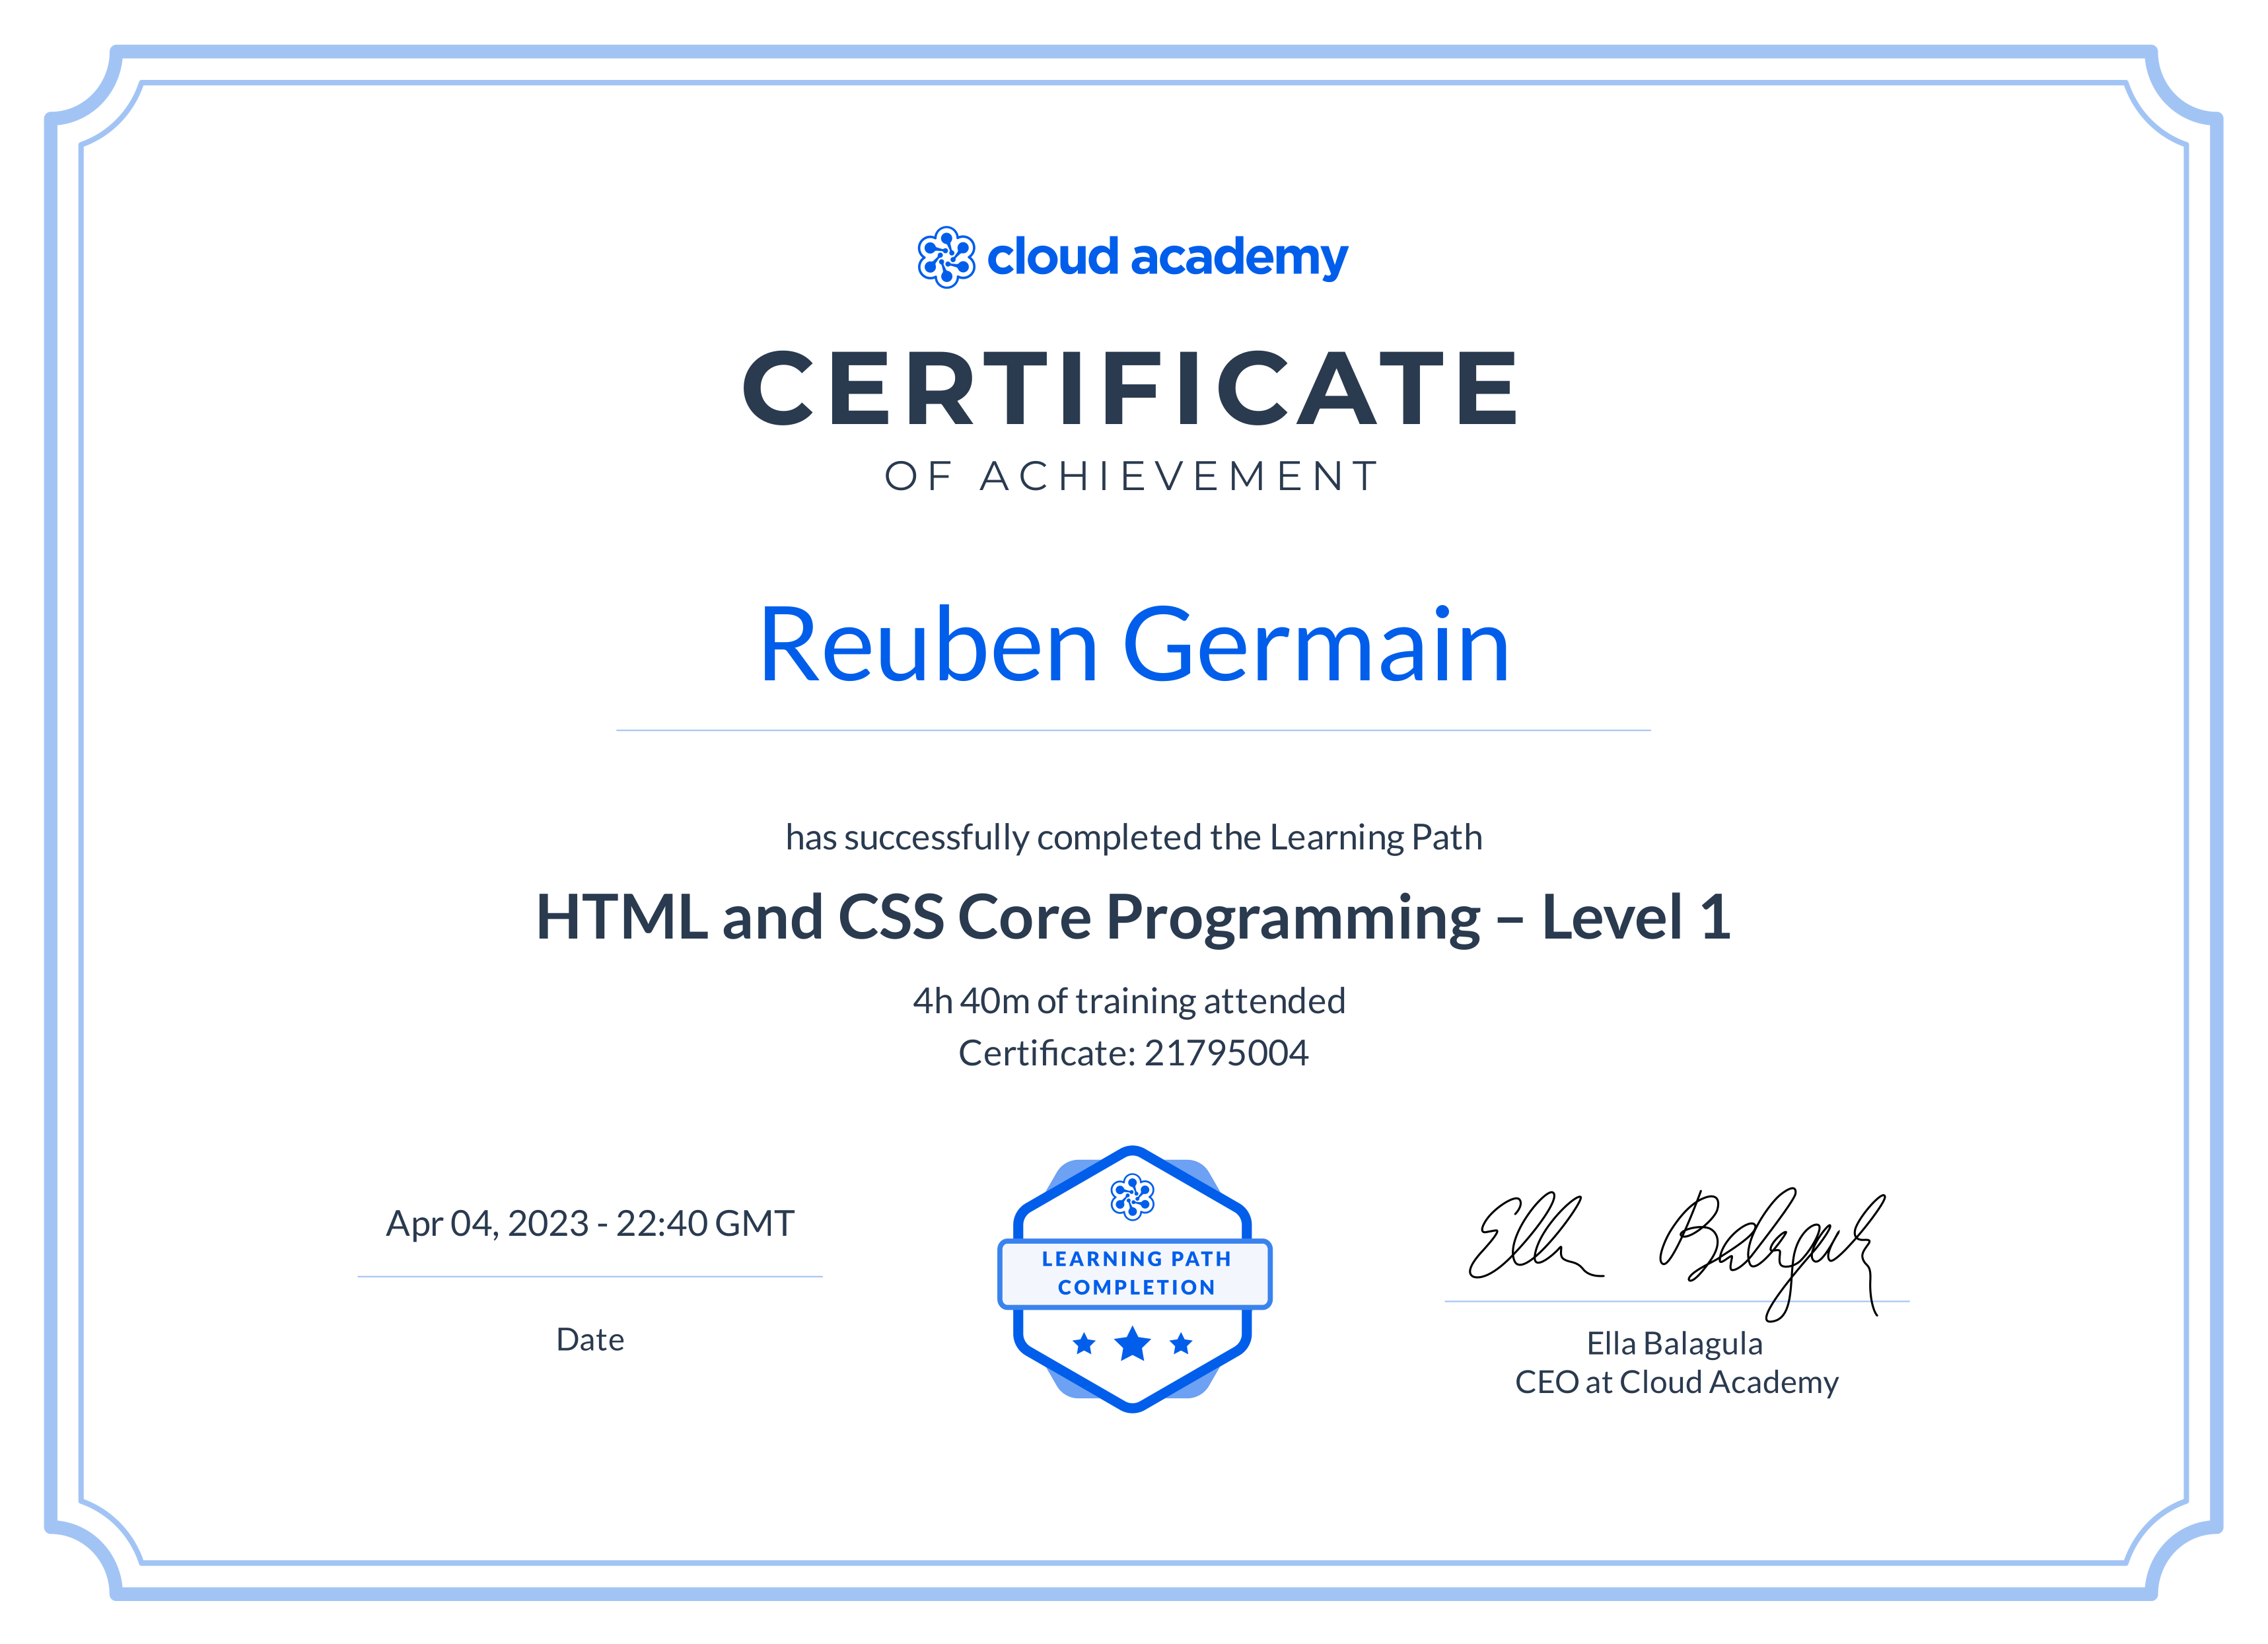 cloud academy
CERTIFICATE
OF ACHIEVEMENT
Reuben Germain
has successfully completed the Learning Path
HTML and CSS Core Programming – Level 1
4h 40m of training attended
Certificate: 21795004
Apr 04, 2023 - 22:40 GMT
Date
LEARNING PATH
COMPLETION
Ella Balagula
Ella Balagula
CEO at Cloud Academy